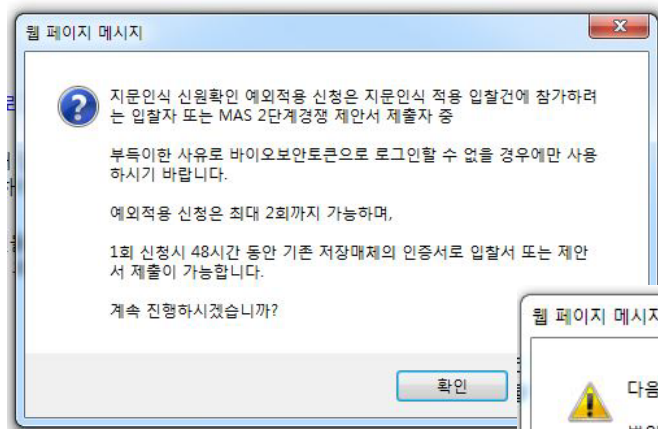 웹 페이지 메시지
지문인식 신원확인 예외적용 신청은 지문인식 적용 입찰건에 참가하려
는 입찰자 또는 MAS 2단계경쟁 제안서 제출자 중
부득이한 사유로 바이오보안토큰으로 로그인할 수 없을 경우에만 사용
하시기 바랍니다.
예외적용 신청은 최대 2회까지 가능하며,
1회 신청시 48시간 동안 기존 저장매체의 인증서로 입찰서 또는 제안
서 제출이 가능합니다.
계속 진행하시겠습니까?
확인
웹 페이지 메시지
다음